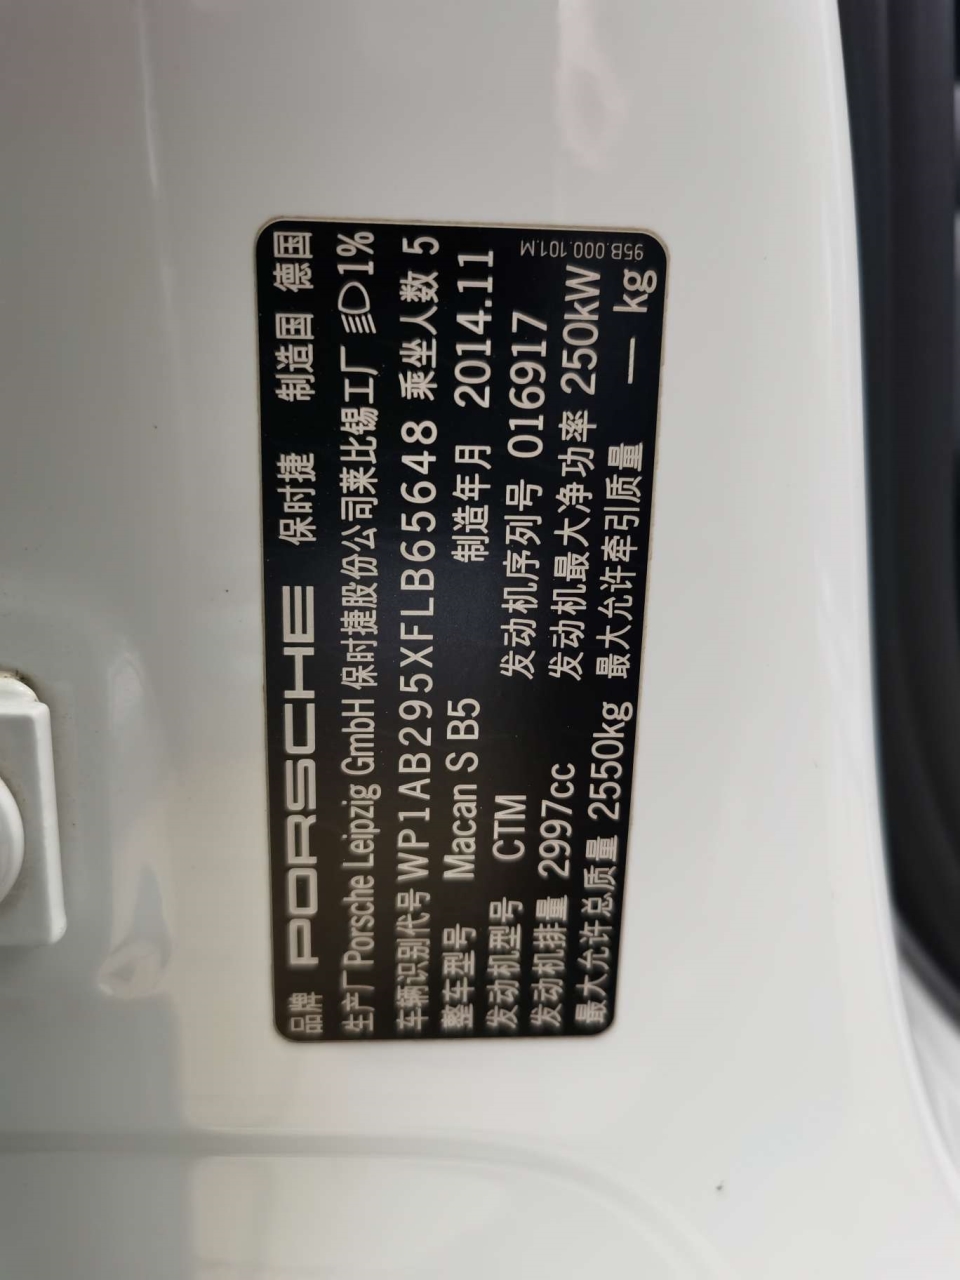 品牌 PORSCHE 保时捷 制造国 德国
生产厂 Porsche Leipzig GmbH 保时捷股份公司莱比锡工厂 1%
车辆识别代号 WP1AB295XFLB65648 乘坐人数 5
整车型号 Macan S B5 制造年月 2014.11
发动机型号 CTM 发动机序列号 016917
发动机排量 2997cc 发动机最大净功率 250kW
最大允许总质量 2550kg 最大允许牵引质量 — kg
95B.000.101.M